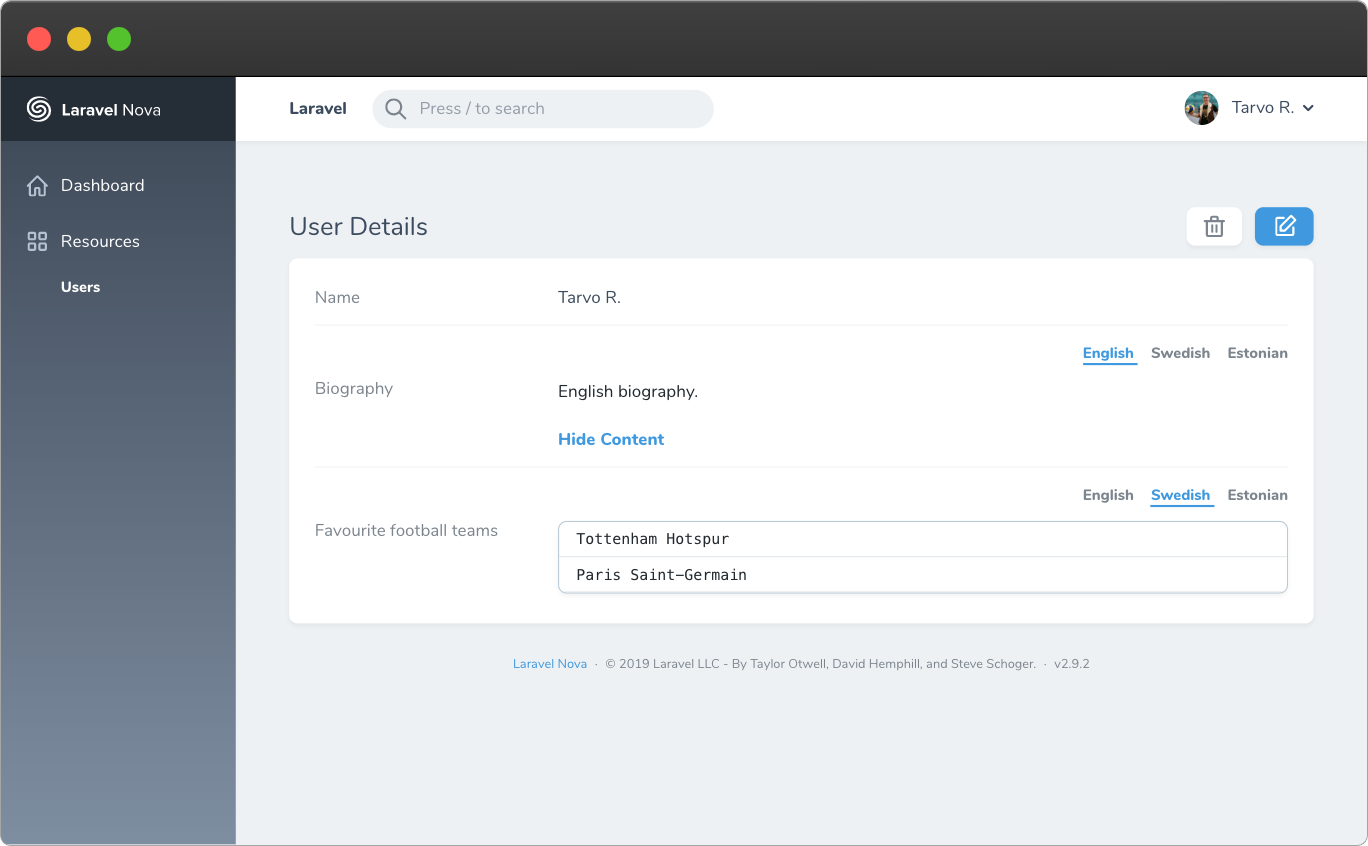 Laravel Nova
Laravel
Press / to search
Tarvo R.
Dashboard
Resources
Users
User Details
Name
Tarvo R.
English Swedish Estonian
Biography
English biography.
Hide Content
English Swedish Estonian
Favourite football teams
Tottenham Hotspur
Paris Saint-Germain
Laravel Nova · © 2019 Laravel LLC - By Taylor Otwell, David Hemphill, and Steve Schoger. · v2.9.2